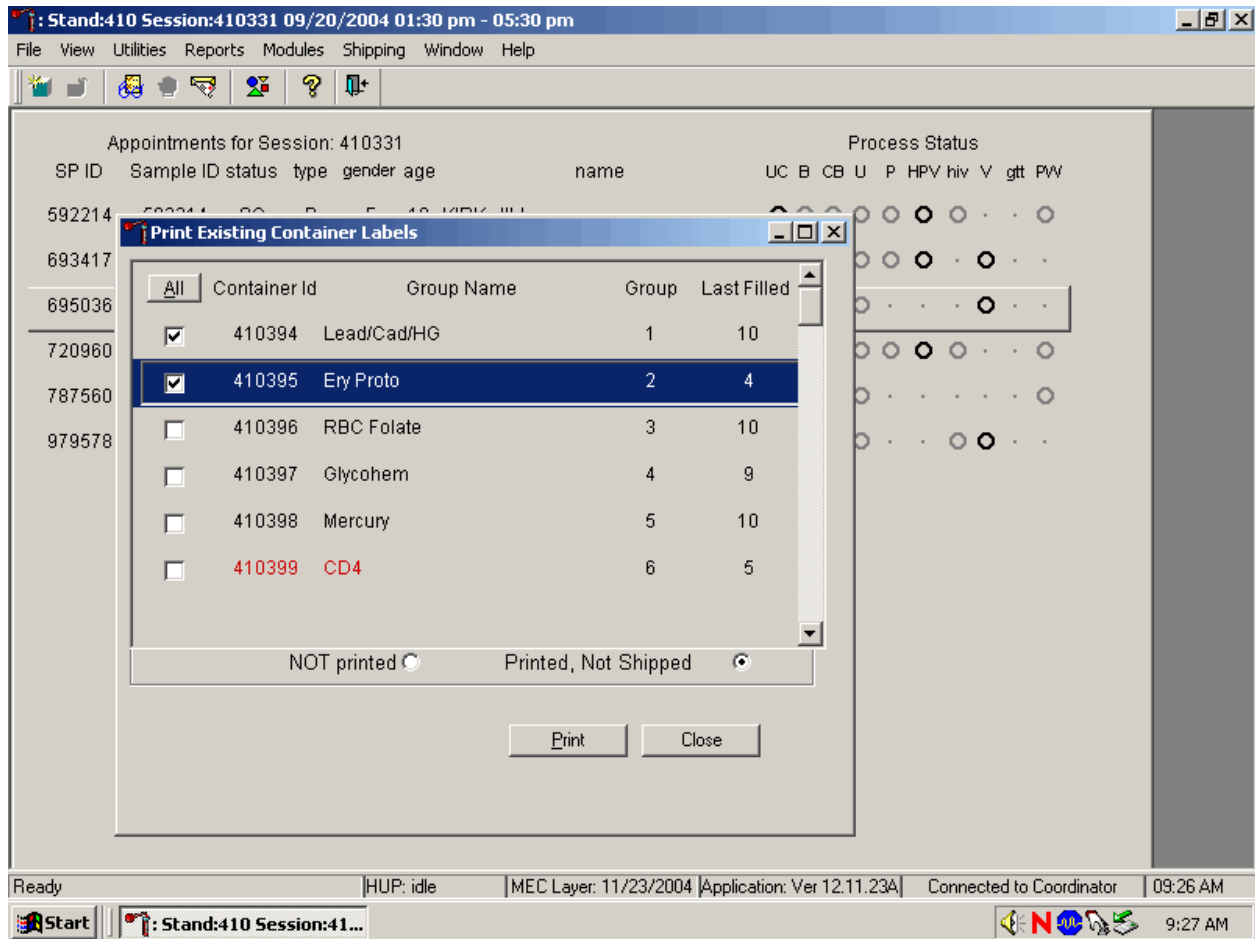 : Stand:410 Session:410331 09/20/2004 01:30 pm - 05:30 pm
File View Utilities Reports Modules Shipping Window Help
Appointments for Session: 410331 Process Status
SP ID Sample ID status type gender age name UC B CB U P HPV hiv V gtt PW
592214
Print Existing Container Labels
693417
All Container Id Group Name Group Last Filled
695036
410394 Lead/Cad/HG 1 10
720960
410395 Ery Proto 2 4
787560
410396 RBC Folate 3 10
979578
410397 Glycohem 4 9
410398 Mercury 5 10
410399 CD4 6 5
NOT printed Printed, Not Shipped
Print Close
Ready HUP: idle MEC Layer: 11/23/2004 Application: Ver 12.11.23A Connected to Coordinator 09:26 AM
Start : Stand:410 Session:41... N 9:27 AM